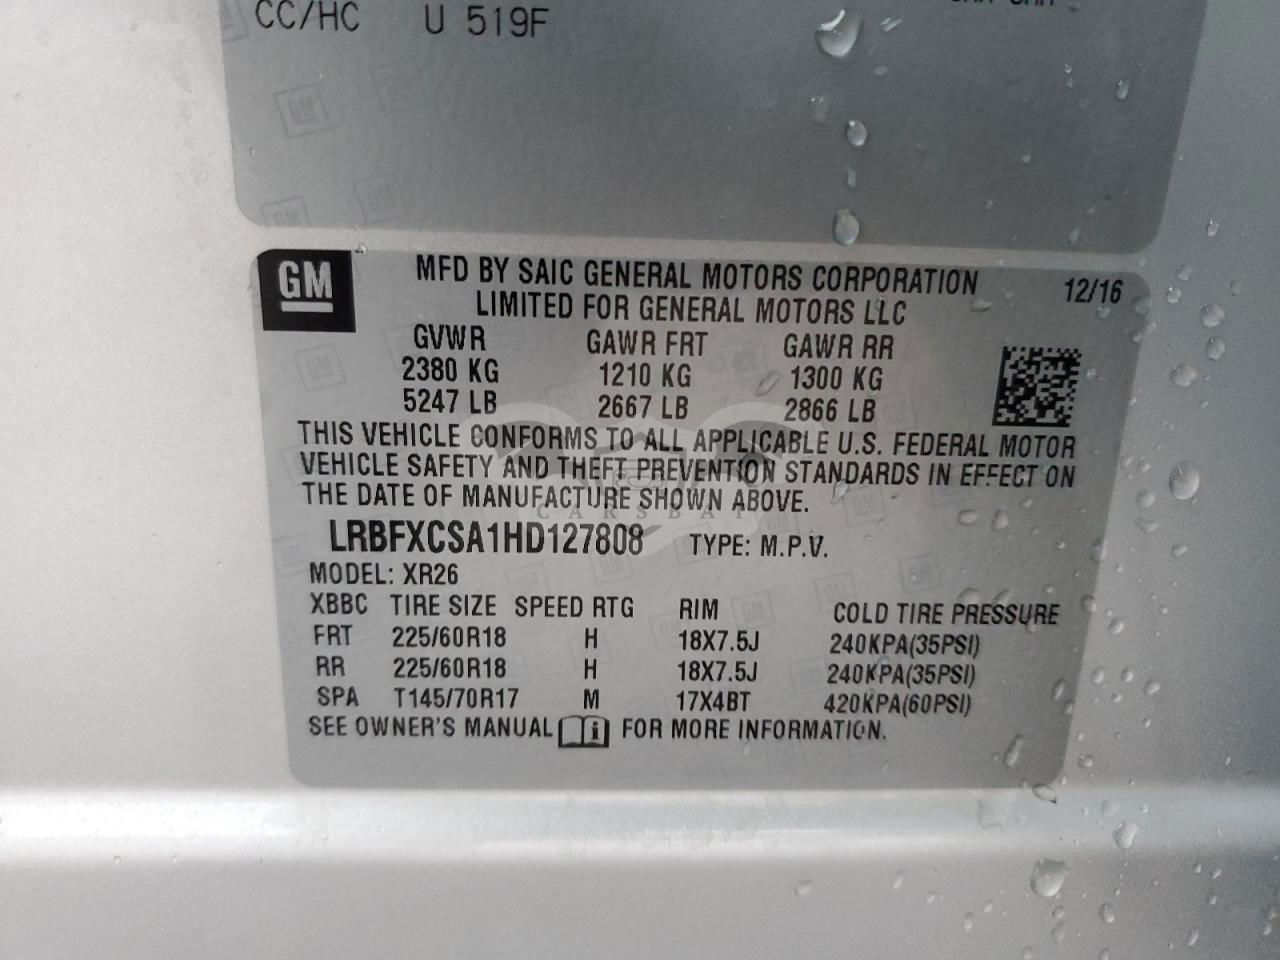 CC/HC U 519F
GM
MFD BY SAIC GENERAL MOTORS CORPORATION 12/16
LIMITED FOR GENERAL MOTORS LLC
GVWR GAWR FRT GAWR RR
2380 KG 1210 KG 1300 KG
5247 LB 2667 LB 2866 LB
THIS VEHICLE CONFORMS TO ALL APPLICABLE U.S. FEDERAL MOTOR
VEHICLE SAFETY AND THEFT PREVENTION STANDARDS IN EFFECT ON
THE DATE OF MANUFACTURE SHOWN ABOVE.
CARSBAT
LRBFXCSA1HD127808 TYPE: M.P.V.
MODEL: XR26
XBBC TIRE SIZE SPEED RTG RIM COLD TIRE PRESSURE
FRT 225/60R18 H 18X7.5J 240KPA(35PSI)
RR 225/60R18 H 18X7.5J 240KPA(35PSI)
SPA T145/70R17 M 17X4BT 420KPA(60PSI)
SEE OWNER'S MANUAL i FOR MORE INFORMATION.